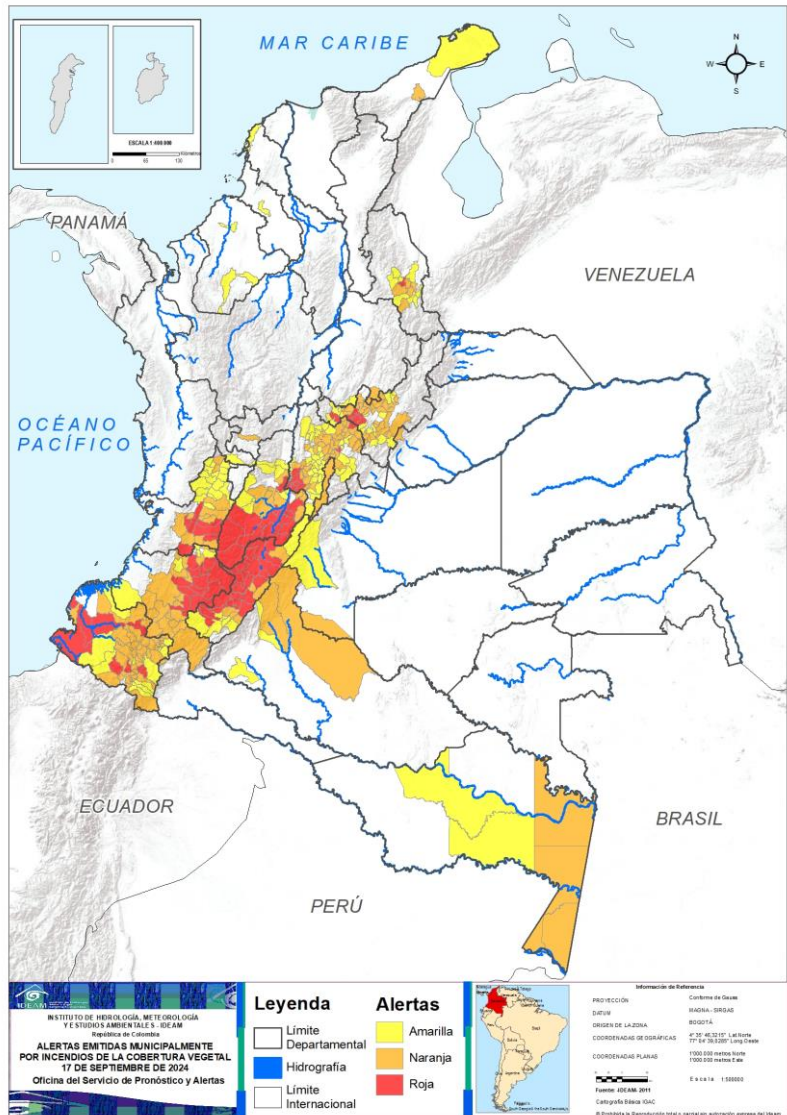 MAR CARIBE
N
W
E
S
ESCALA 1:400.000
0 65 130
PANAMÁ
VENEZUELA
OCÉANO
PACÍFICO
ECUADOR
BRASIL
PERÚ
IDEAM
INSTITUTO DE HIDROLOGÍA, METEOROLOGÍA
Y ESTUDIOS AMBIENTALES - IDEAM
República de Colombia
ALERTAS EMITIDAS MUNICIPALMENTE
POR INCENDIOS DE LA COBERTURA VEGETAL
17 DE SEPTIEMBRE DE 2024
Oficina del Servicio de Pronóstico y Alertas
Leyenda
Límite
Departamental
Hidrografía
Límite
Internacional
Alertas
Amarilla
Naranja
Roja
Información de Referencia
PROYECCIÓN Conforme de Gauss
DATUM MAGNA - SIRGAS
ORIGEN DE LA ZONA BOGOTÁ
COORDENADAS GEOGRÁFICAS
COORDENADAS PLANAS 1'000.000 metros Norte
1'000.000 metros Este
Fuente: IDEAM 2011
Cartografía Básica IGAC